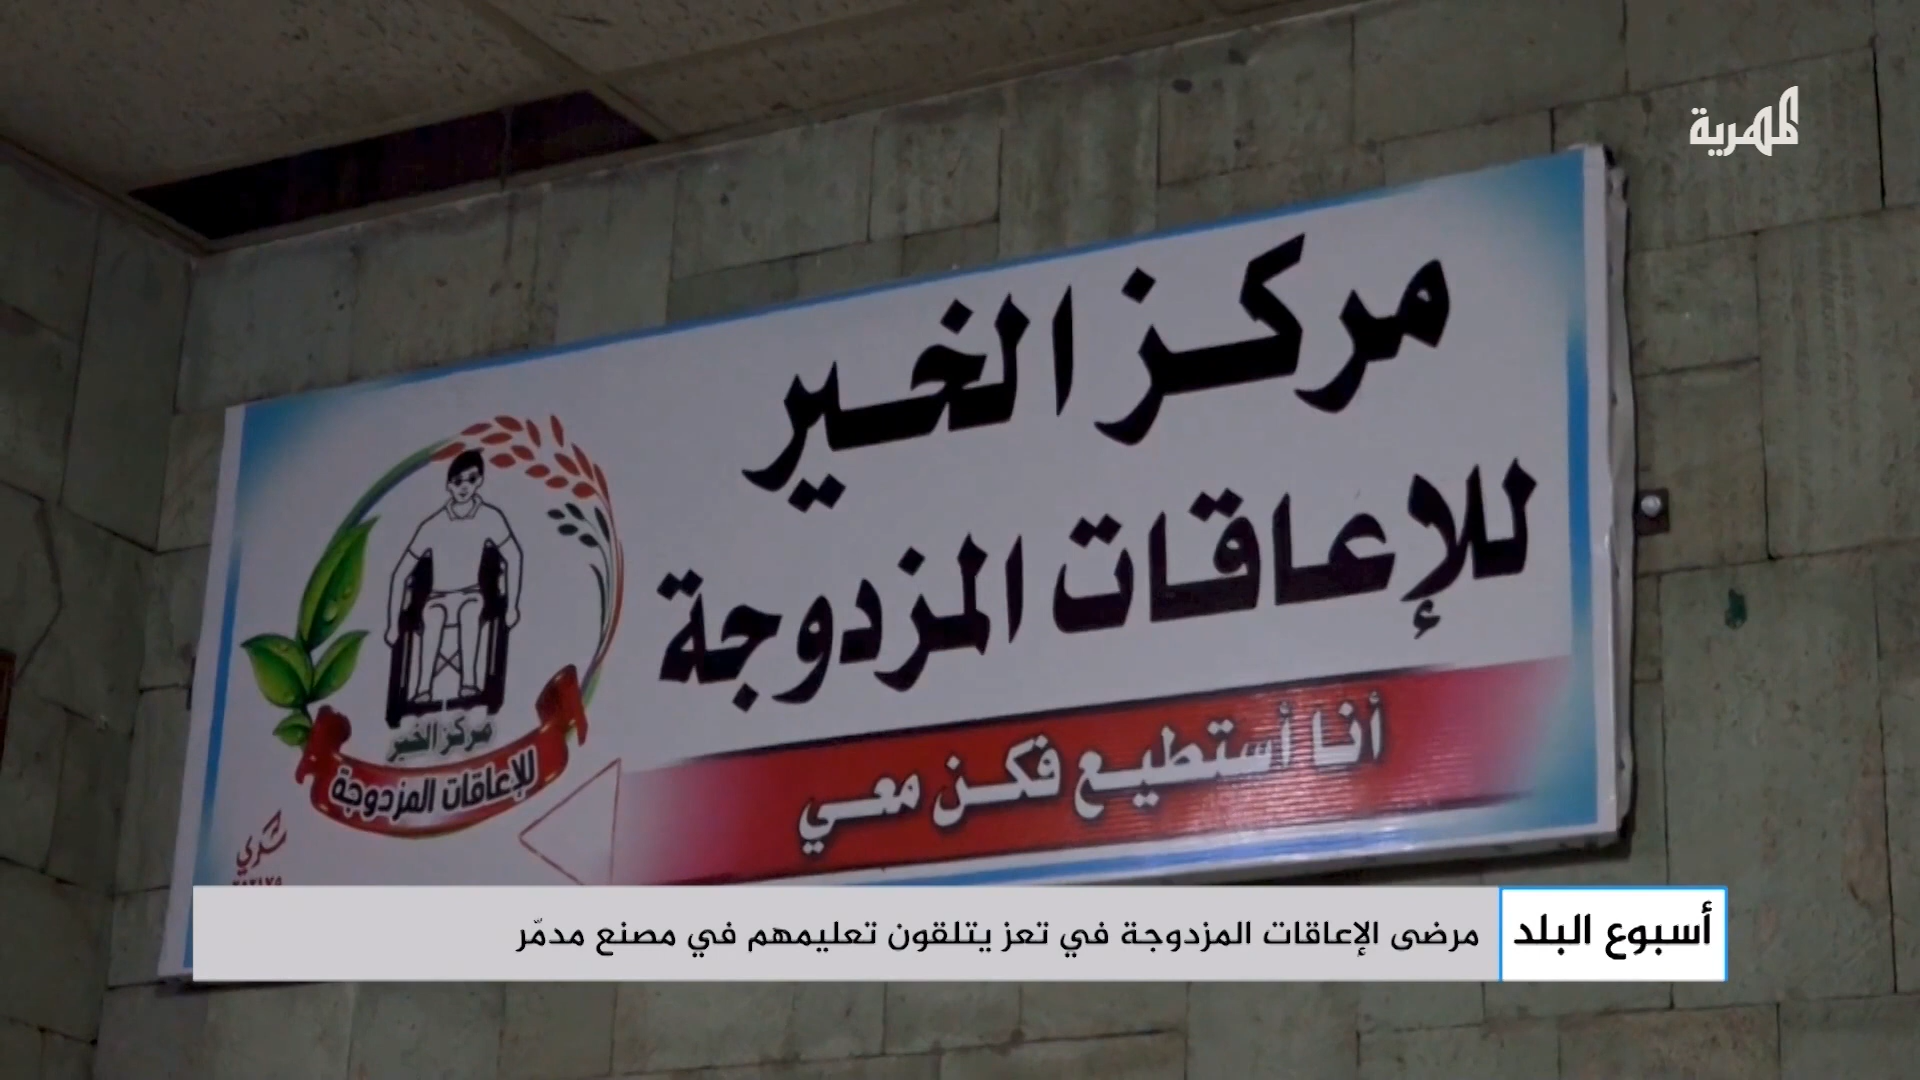 المهرية
مركز الخير
للإعاقات المزدوجة
أنا أستطيع فكن معي
مركز الخير
للإعاقات المزدوجة
أسبوع البلد
مرضى الإعاقات المزدوجة في تعز يتلقون تعليمهم في مصنع مدمّر